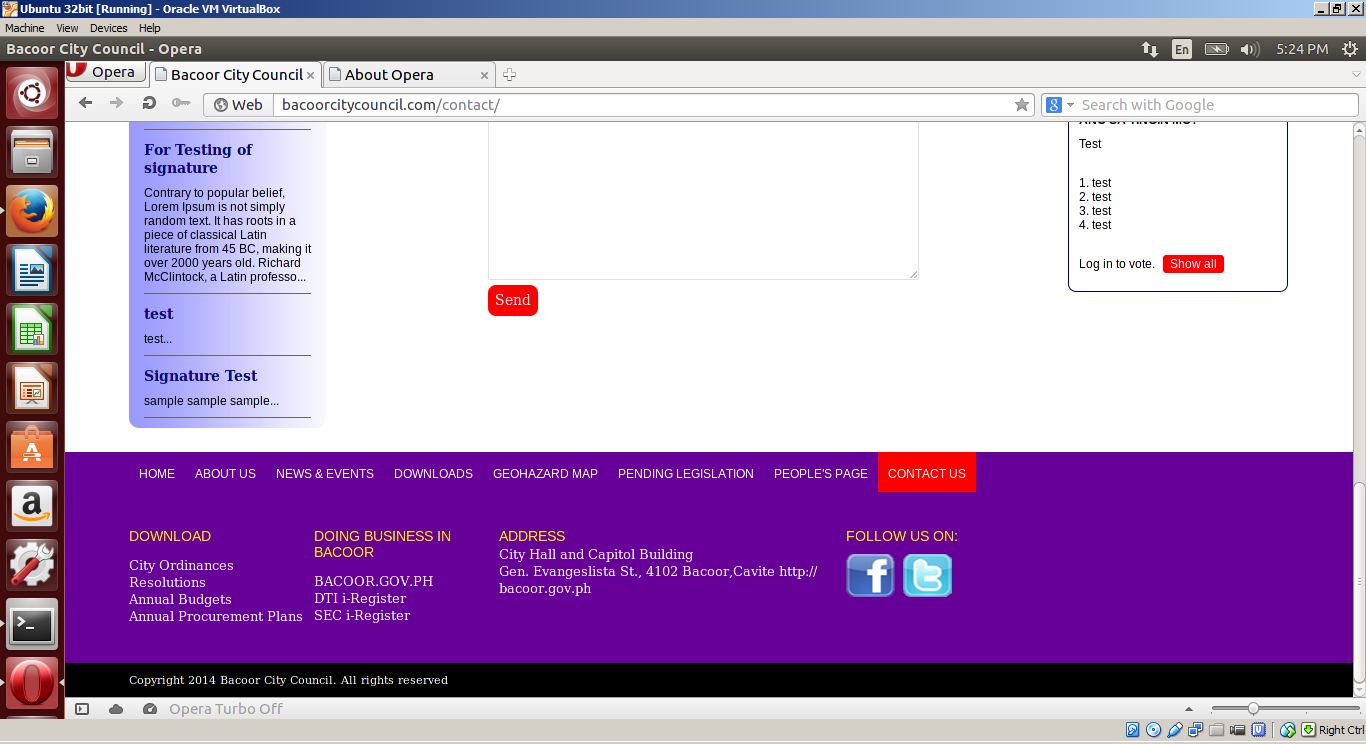 Ubuntu 32bit [Running] - Oracle VM VirtualBox
Machine View Devices Help
Bacoor City Council - Opera
En
5:24 PM
Opera
Bacoor City Council
About Opera
Web
bacoorcitycouncil.com/contact/
Search with Google
For Testing of
signature
Contrary to popular belief,
Lorem Ipsum is not simply
random text. It has roots in a
piece of classical Latin
literature from 45 BC, making it
over 2000 years old. Richard
McClintock, a Latin professo...
test
test...
Signature Test
sample sample sample...
Send
Test
1. test
2. test
3. test
4. test
Log in to vote. Show all
HOME ABOUT US NEWS & EVENTS DOWNLOADS GEOHAZARD MAP PENDING LEGISLATION PEOPLE'S PAGE CONTACT US
DOWNLOAD
City Ordinances
Resolutions
Annual Budgets
Annual Procurement Plans
DOING BUSINESS IN
BACOOR
BACOOR.GOV.PH
DTI i-Register
SEC i-Register
ADDRESS
City Hall and Capitol Building
Gen. Evangeslista St., 4102 Bacoor,Cavite http://
bacoor.gov.ph
FOLLOW US ON:
Copyright 2014 Bacoor City Council. All rights reserved
Opera Turbo Off
Right Ctrl